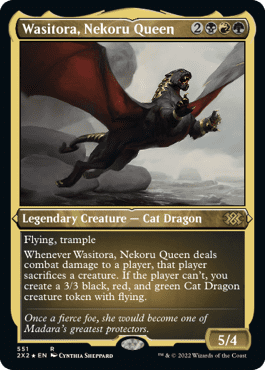 Wasitora, Nekoru Queen 2
Legendary Creature — Cat Dragon
Flying, trample
Whenever Wasitora, Nekoru Queen deals
combat damage to a player, that player
sacrifices a creature. If the player can't, you
create a 3/3 black, red, and green Cat Dragon
creature token with flying.
Once a fierce foe, she would become one of
Madara's greatest protectors.
5/4
551 R
2X2 ★ EN CYNTHIA SHEPPARD
™ & © 2022 Wizards of the Coast